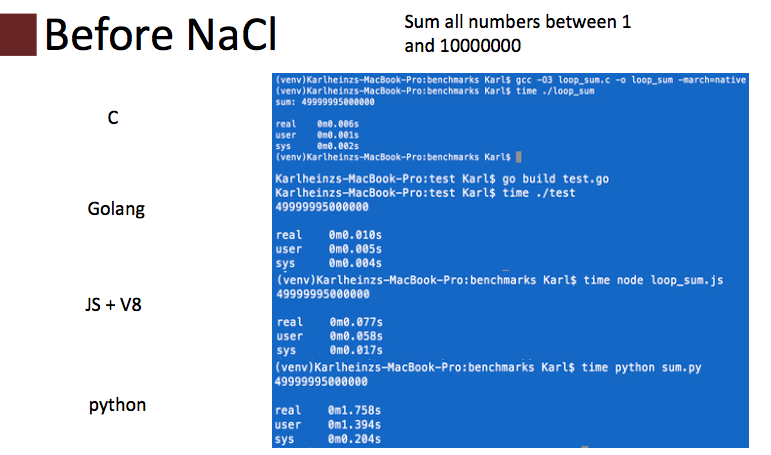 Before NaCl
Sum all numbers between 1
and 10000000
C
(venv)Karlheinzs-MacBook-Pro:benchmarks Karl$ gcc -O3 loop_sum.c -o loop_sum -march=native
(venv)Karlheinzs-MacBook-Pro:benchmarks Karl$ time ./loop_sum
sum: 49999995000000
real 0m0.006s
user 0m0.001s
sys 0m0.002s
(venv)Karlheinzs-MacBook-Pro:benchmarks Karl$
Golang
Karlheinzs-MacBook-Pro:test Karl$ go build test.go
Karlheinzs-MacBook-Pro:test Karl$ time ./test
49999995000000
real 0m0.010s
user 0m0.005s
sys 0m0.004s
JS + V8
(venv)Karlheinzs-MacBook-Pro:benchmarks Karl$ time node loop_sum.js
49999995000000
real 0m0.077s
user 0m0.058s
sys 0m0.017s
python
(venv)Karlheinzs-MacBook-Pro:benchmarks Karl$ time python sum.py
49999995000000
real 0m1.758s
user 0m1.394s
sys 0m0.204s